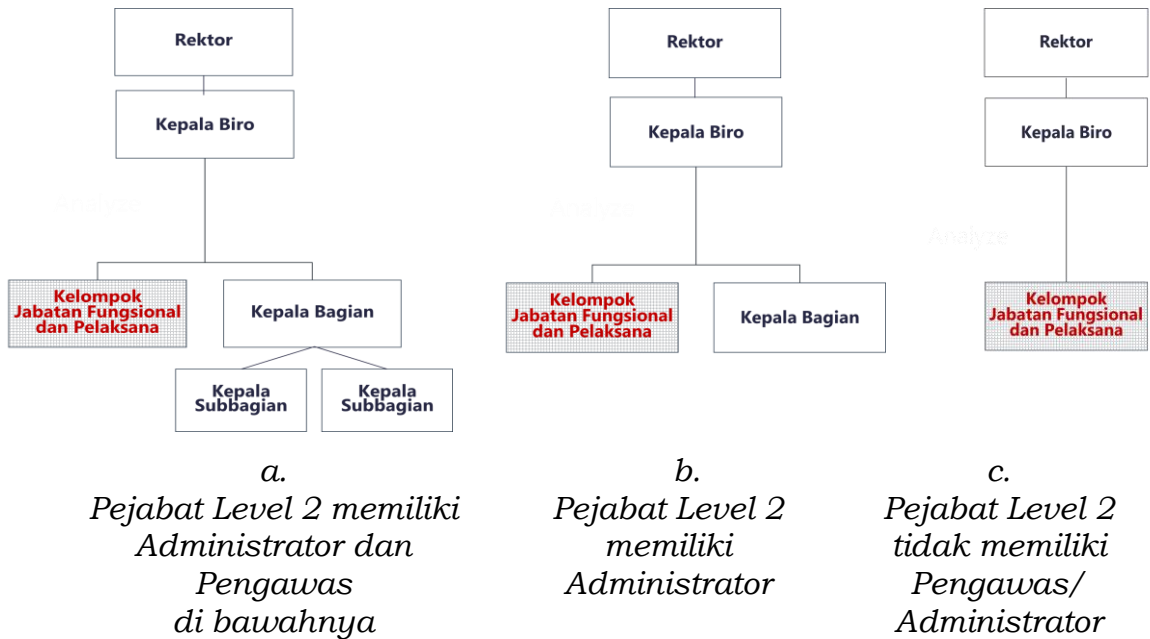 Rektor
Kepala Biro
Kelompok
Jabatan Fungsional
dan Pelaksana
Kepala Bagian
Kepala
Subbagian
Kepala
Subbagian
a.
Pejabat Level 2 memiliki
Administrator dan
Pengawas
di bawahnya
Rektor
Kepala Biro
Kelompok
Jabatan Fungsional
dan Pelaksana
Kepala Bagian
b.
Pejabat Level 2
memiliki
Administrator
Rektor
Kepala Biro
Analyze
Kelompok
Jabatan Fungsional
dan Pelaksana
c.
Pejabat Level 2
tidak memiliki
Pengawas/
Administrator